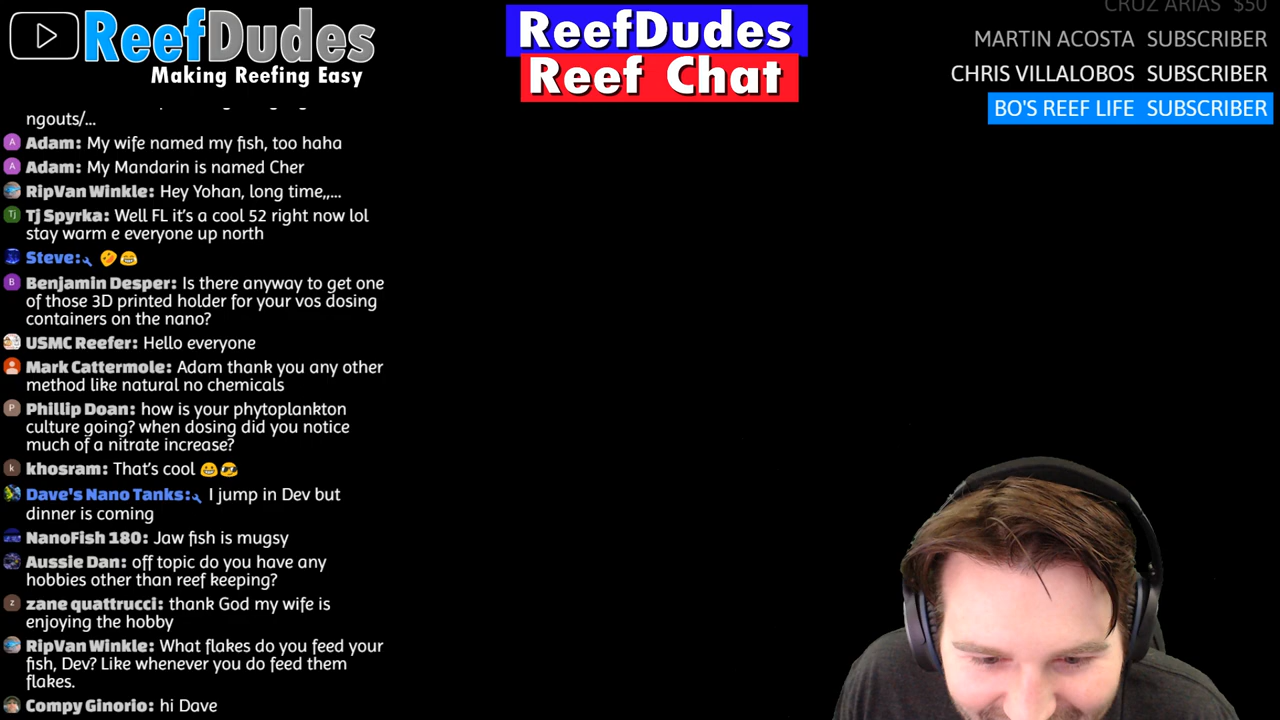 ReefDudes
Making Reefing Easy
ReefDudes
Reef Chat
CRUZ ARIAS $50
MARTIN ACOSTA SUBSCRIBER
CHRIS VILLALOBOS SUBSCRIBER
BO'S REEF LIFE SUBSCRIBER
ngouts/...
A Adam: My wife named my fish, too haha
A Adam: My Mandarin is named Cher
RipVan Winkle: Hey Yohan, long time,,...
Tj Tj Spyrka: Well FL it's a cool 52 right now lol
stay warm e everyone up north
Steve: 🤌😂
B Benjamin Desper: Is there anyway to get one
of those 3D printed holder for your vos dosing
containers on the nano?
USMC Reefer: Hello everyone
Mark Cattermole: Adam thank you any other
method like natural no chemicals
P Phillip Doan: how is your phytoplankton
culture going? when dosing did you notice
much of a nitrate increase?
k khosram: That's cool 😀😎
Dave's Nano Tanks: I jump in Dev but
dinner is coming
NanoFish 180: Jaw fish is mugsy
Aussie Dan: off topic do you have any
hobbies other than reef keeping?
z zane quattrucci: thank God my wife is
enjoying the hobby
RipVan Winkle: What flakes do you feed your
fish, Dev? Like whenever you do feed them
flakes.
Compy Ginorio: hi Dave